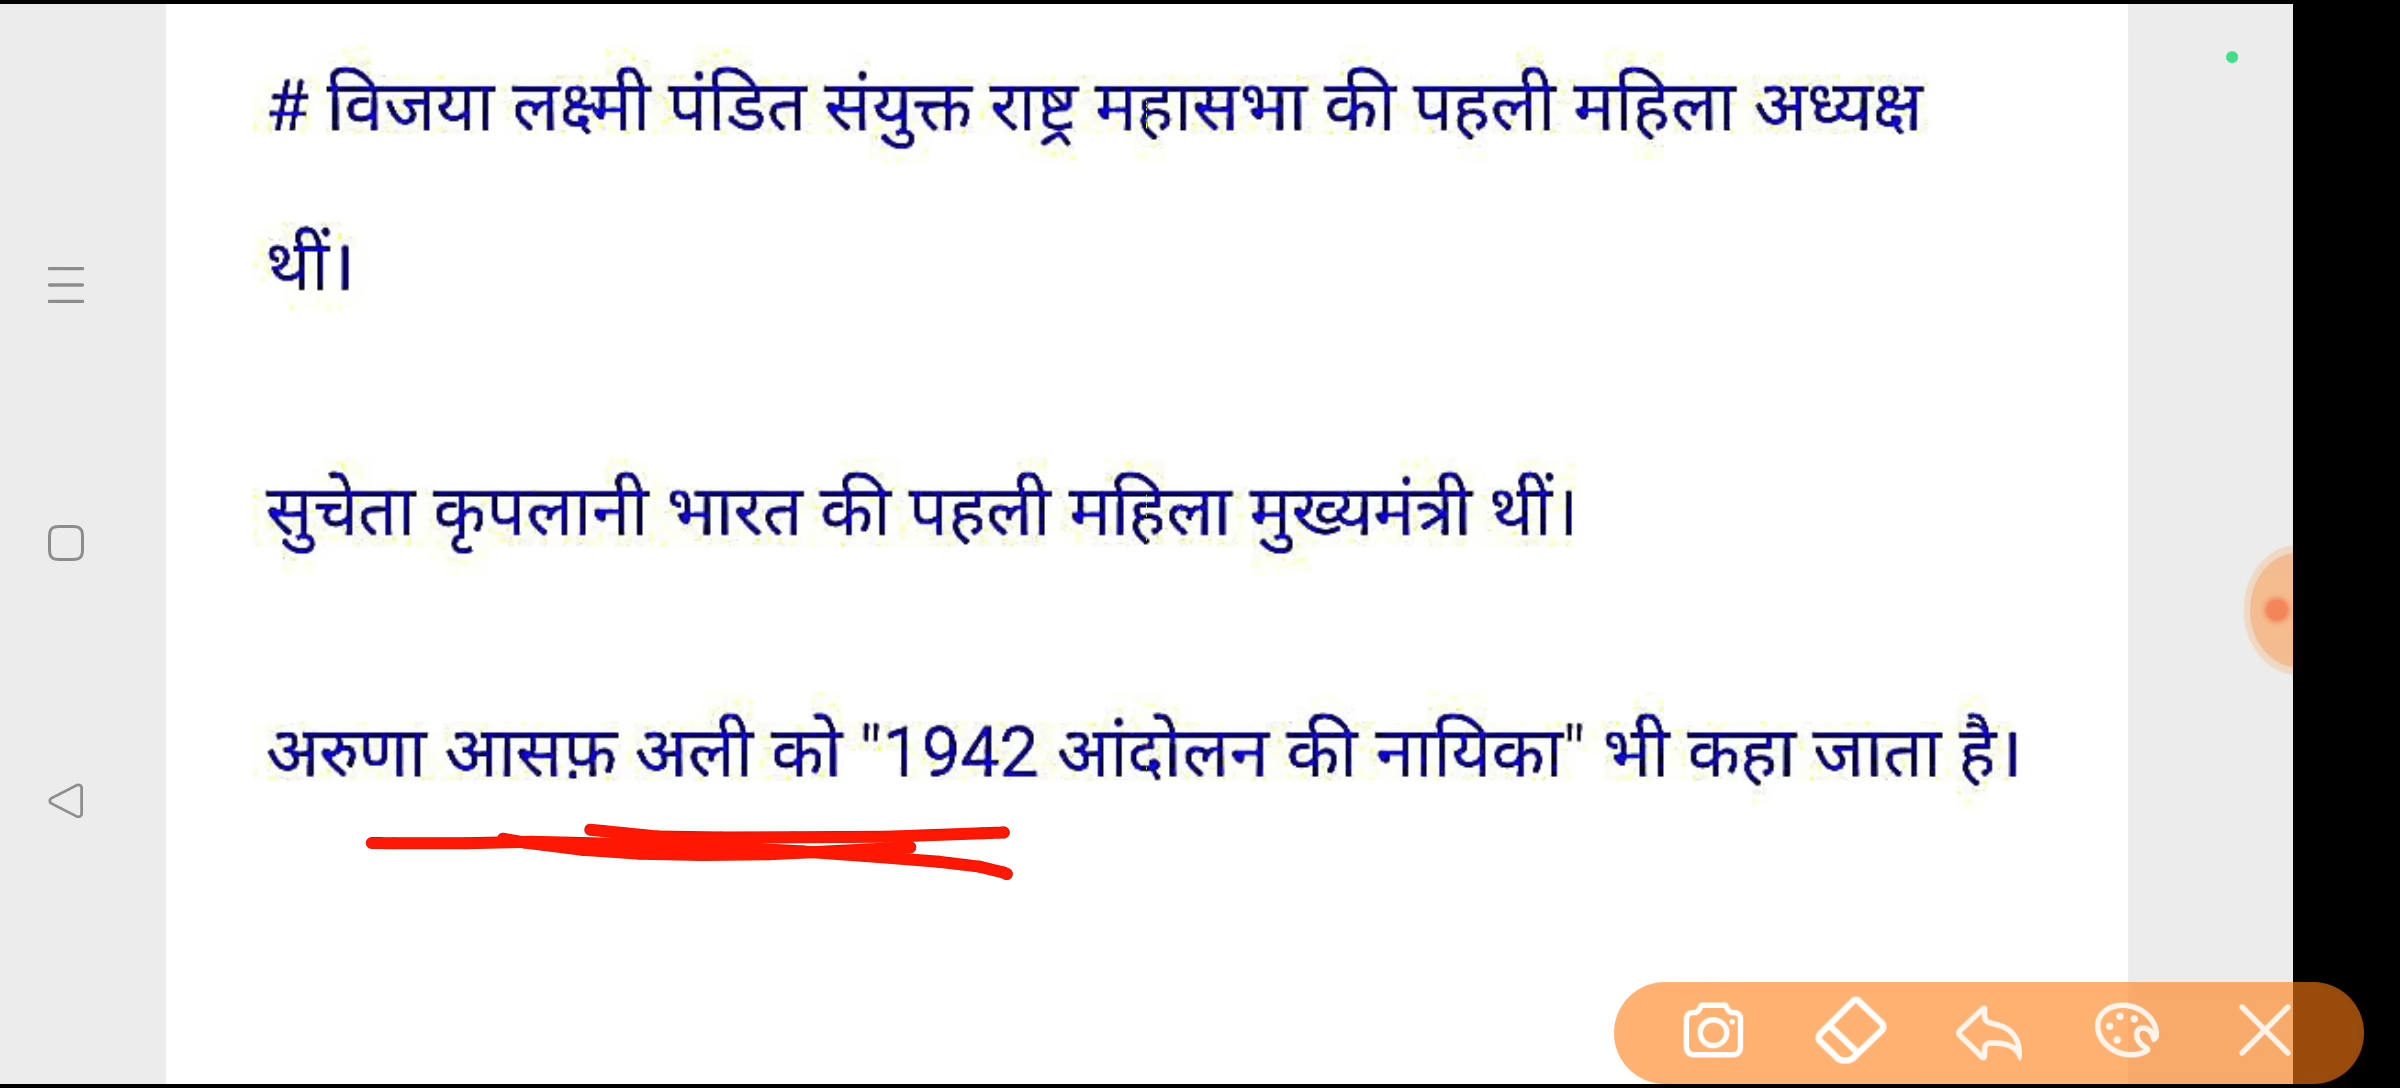 # विजया लक्ष्मी पंडित संयुक्त राष्ट्र महासभा की पहली महिला अध्यक्ष
थीं।
सुचेता कृपलानी भारत की पहली महिला मुख्यमंत्री थीं।
अरुणा आसफ़ अली को "1942 आंदोलन की नायिका" भी कहा जाता है।